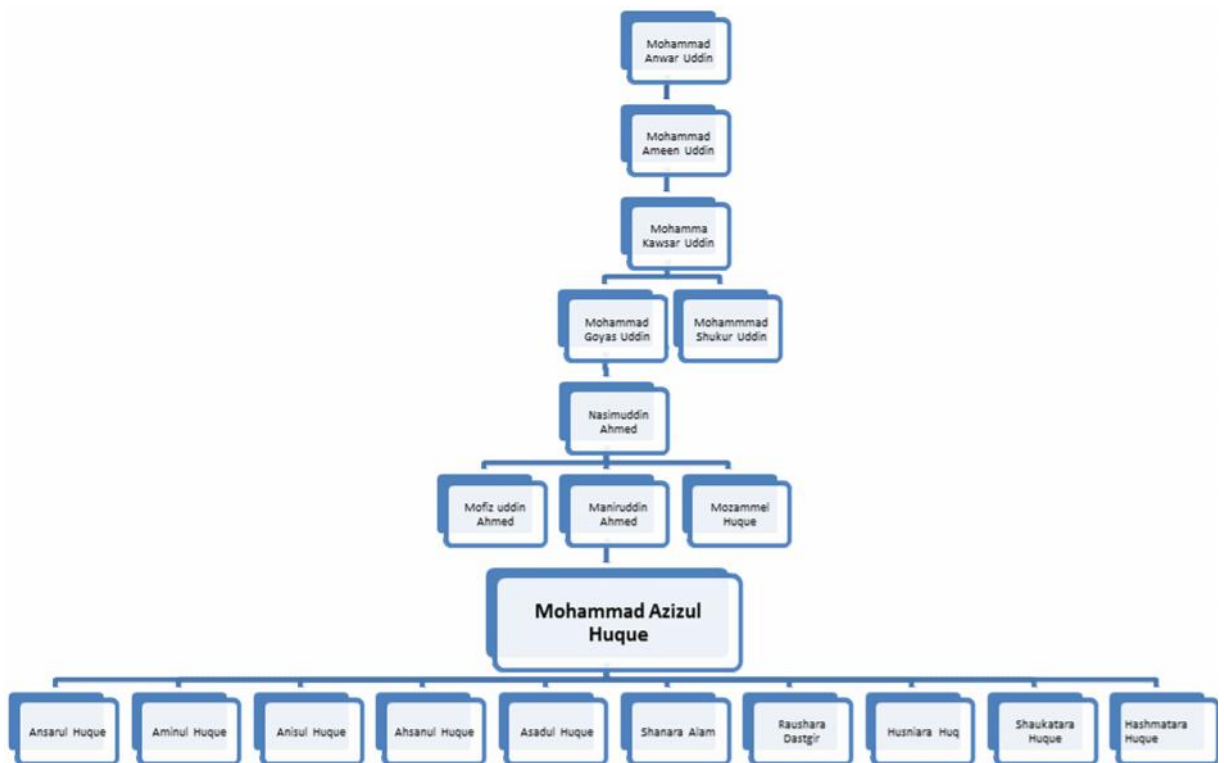 Mohammad
Anwar Uddin
Mohammad
Ameen Uddin
Mohamma
Kawsar Uddin
Mohammad
Goyas Uddin
Mohammmad
Shukur Uddin
Nasimuddin
Ahmed
Mofiz uddin
Ahmed
Maniruddin
Ahmed
Mozammel
Huque
Mohammad Azizul
Huque
Ansarul Huque
Aminul Huque
Anisul Huque
Ahsanul Huque
Asadul Huque
Shanara Alam
Raushara
Dastgir
Husniara Huq
Shaukatara
Huque
Hashmatara
Huque